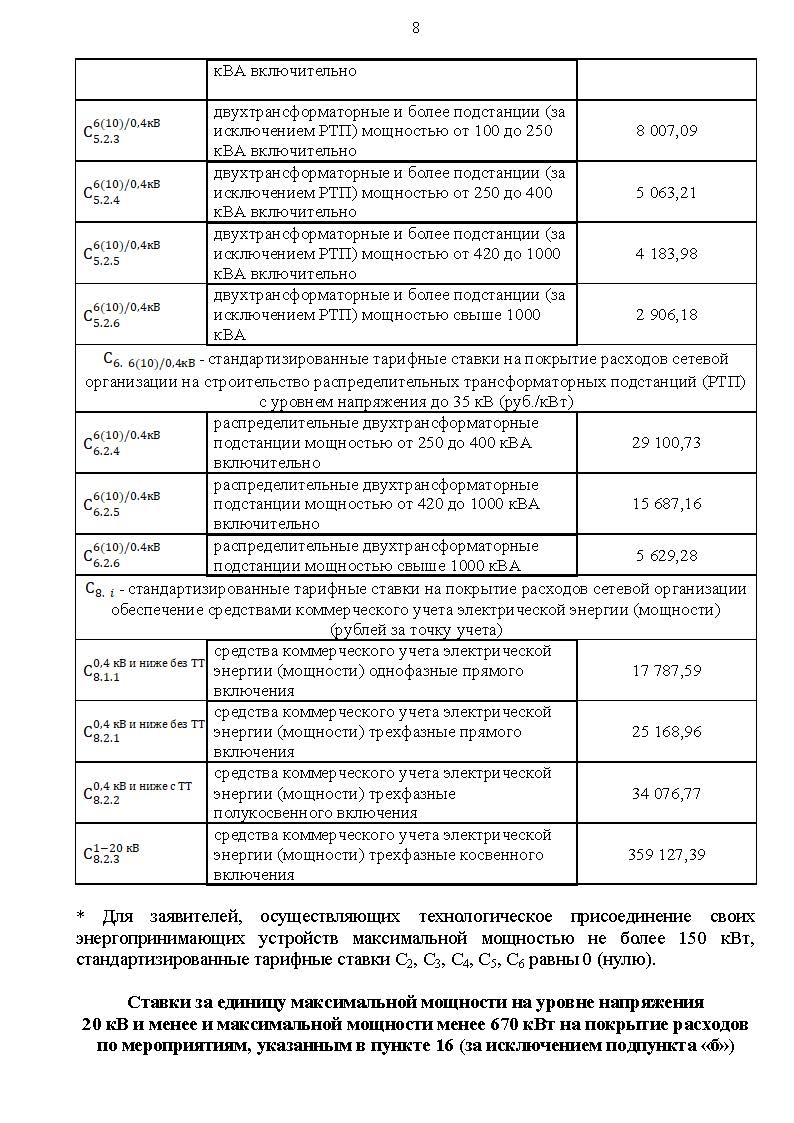 8
кВА включительно
C 6(10)/0,4кВ 5.2.3
двухтрансформаторные и более подстанции (за
исключением РТП) мощностью от 100 до 250
кВА включительно
8 007,09
C 6(10)/0,4кВ 5.2.4
двухтрансформаторные и более подстанции (за
исключением РТП) мощностью от 250 до 400
кВА включительно
5 063,21
C 6(10)/0,4кВ 5.2.5
двухтрансформаторные и более подстанции (за
исключением РТП) мощностью от 420 до 1000
кВА включительно
4 183,98
C 6(10)/0,4кВ 5.2.6
двухтрансформаторные и более подстанции (за
исключением РТП) мощностью свыше 1000
кВА
2 906,18
C6. 6(10)/0,4кВ - стандартизированные тарифные ставки на покрытие расходов сетевой
организации на строительство распределительных трансформаторных подстанций (РТП)
с уровнем напряжения до 35 кВ (руб./кВт)
C 6(10)/0.4кВ 6.2.4
распределительные двухтрансформаторные
подстанции мощностью от 250 до 400 кВА
включительно
29 100,73
C 6(10)/0.4кВ 6.2.5
распределительные двухтрансформаторные
подстанции мощностью от 420 до 1000 кВА
включительно
15 687,16
C 6(10)/0.4кВ 6.2.6
распределительные двухтрансформаторные
подстанции мощностью свыше 1000 кВА
5 629,28
C8. i - стандартизированные тарифные ставки на покрытие расходов сетевой организации
обеспечение средствами коммерческого учета электрической энергии (мощности)
(рублей за точку учета)
C 0,4 кВ и ниже без ТТ 8.1.1
средства коммерческого учета электрической
энергии (мощности) однофазные прямого
включения
17 787,59
C 0,4 кВ и ниже без ТТ 8.2.1
средства коммерческого учета электрической
энергии (мощности) трехфазные прямого
включения
25 168,96
C 0,4 кВ и ниже с ТТ 8.2.2
средства коммерческого учета электрической
энергии (мощности) трехфазные
полукосвенного включения
34 076,77
C 1−20 кВ 8.2.3
средства коммерческого учета электрической
энергии (мощности) трехфазные косвенного
включения
359 127,39
* Для заявителей, осуществляющих технологическое присоединение своих
энергопринимающих устройств максимальной мощностью не более 150 кВт,
стандартизированные тарифные ставки С2, С3, С4, С5, С6 равны 0 (нулю).
Ставки за единицу максимальной мощности на уровне напряжения
20 кВ и менее и максимальной мощности менее 670 кВт на покрытие расходов
по мероприятиям, указанным в пункте 16 (за исключением подпункта «б»)